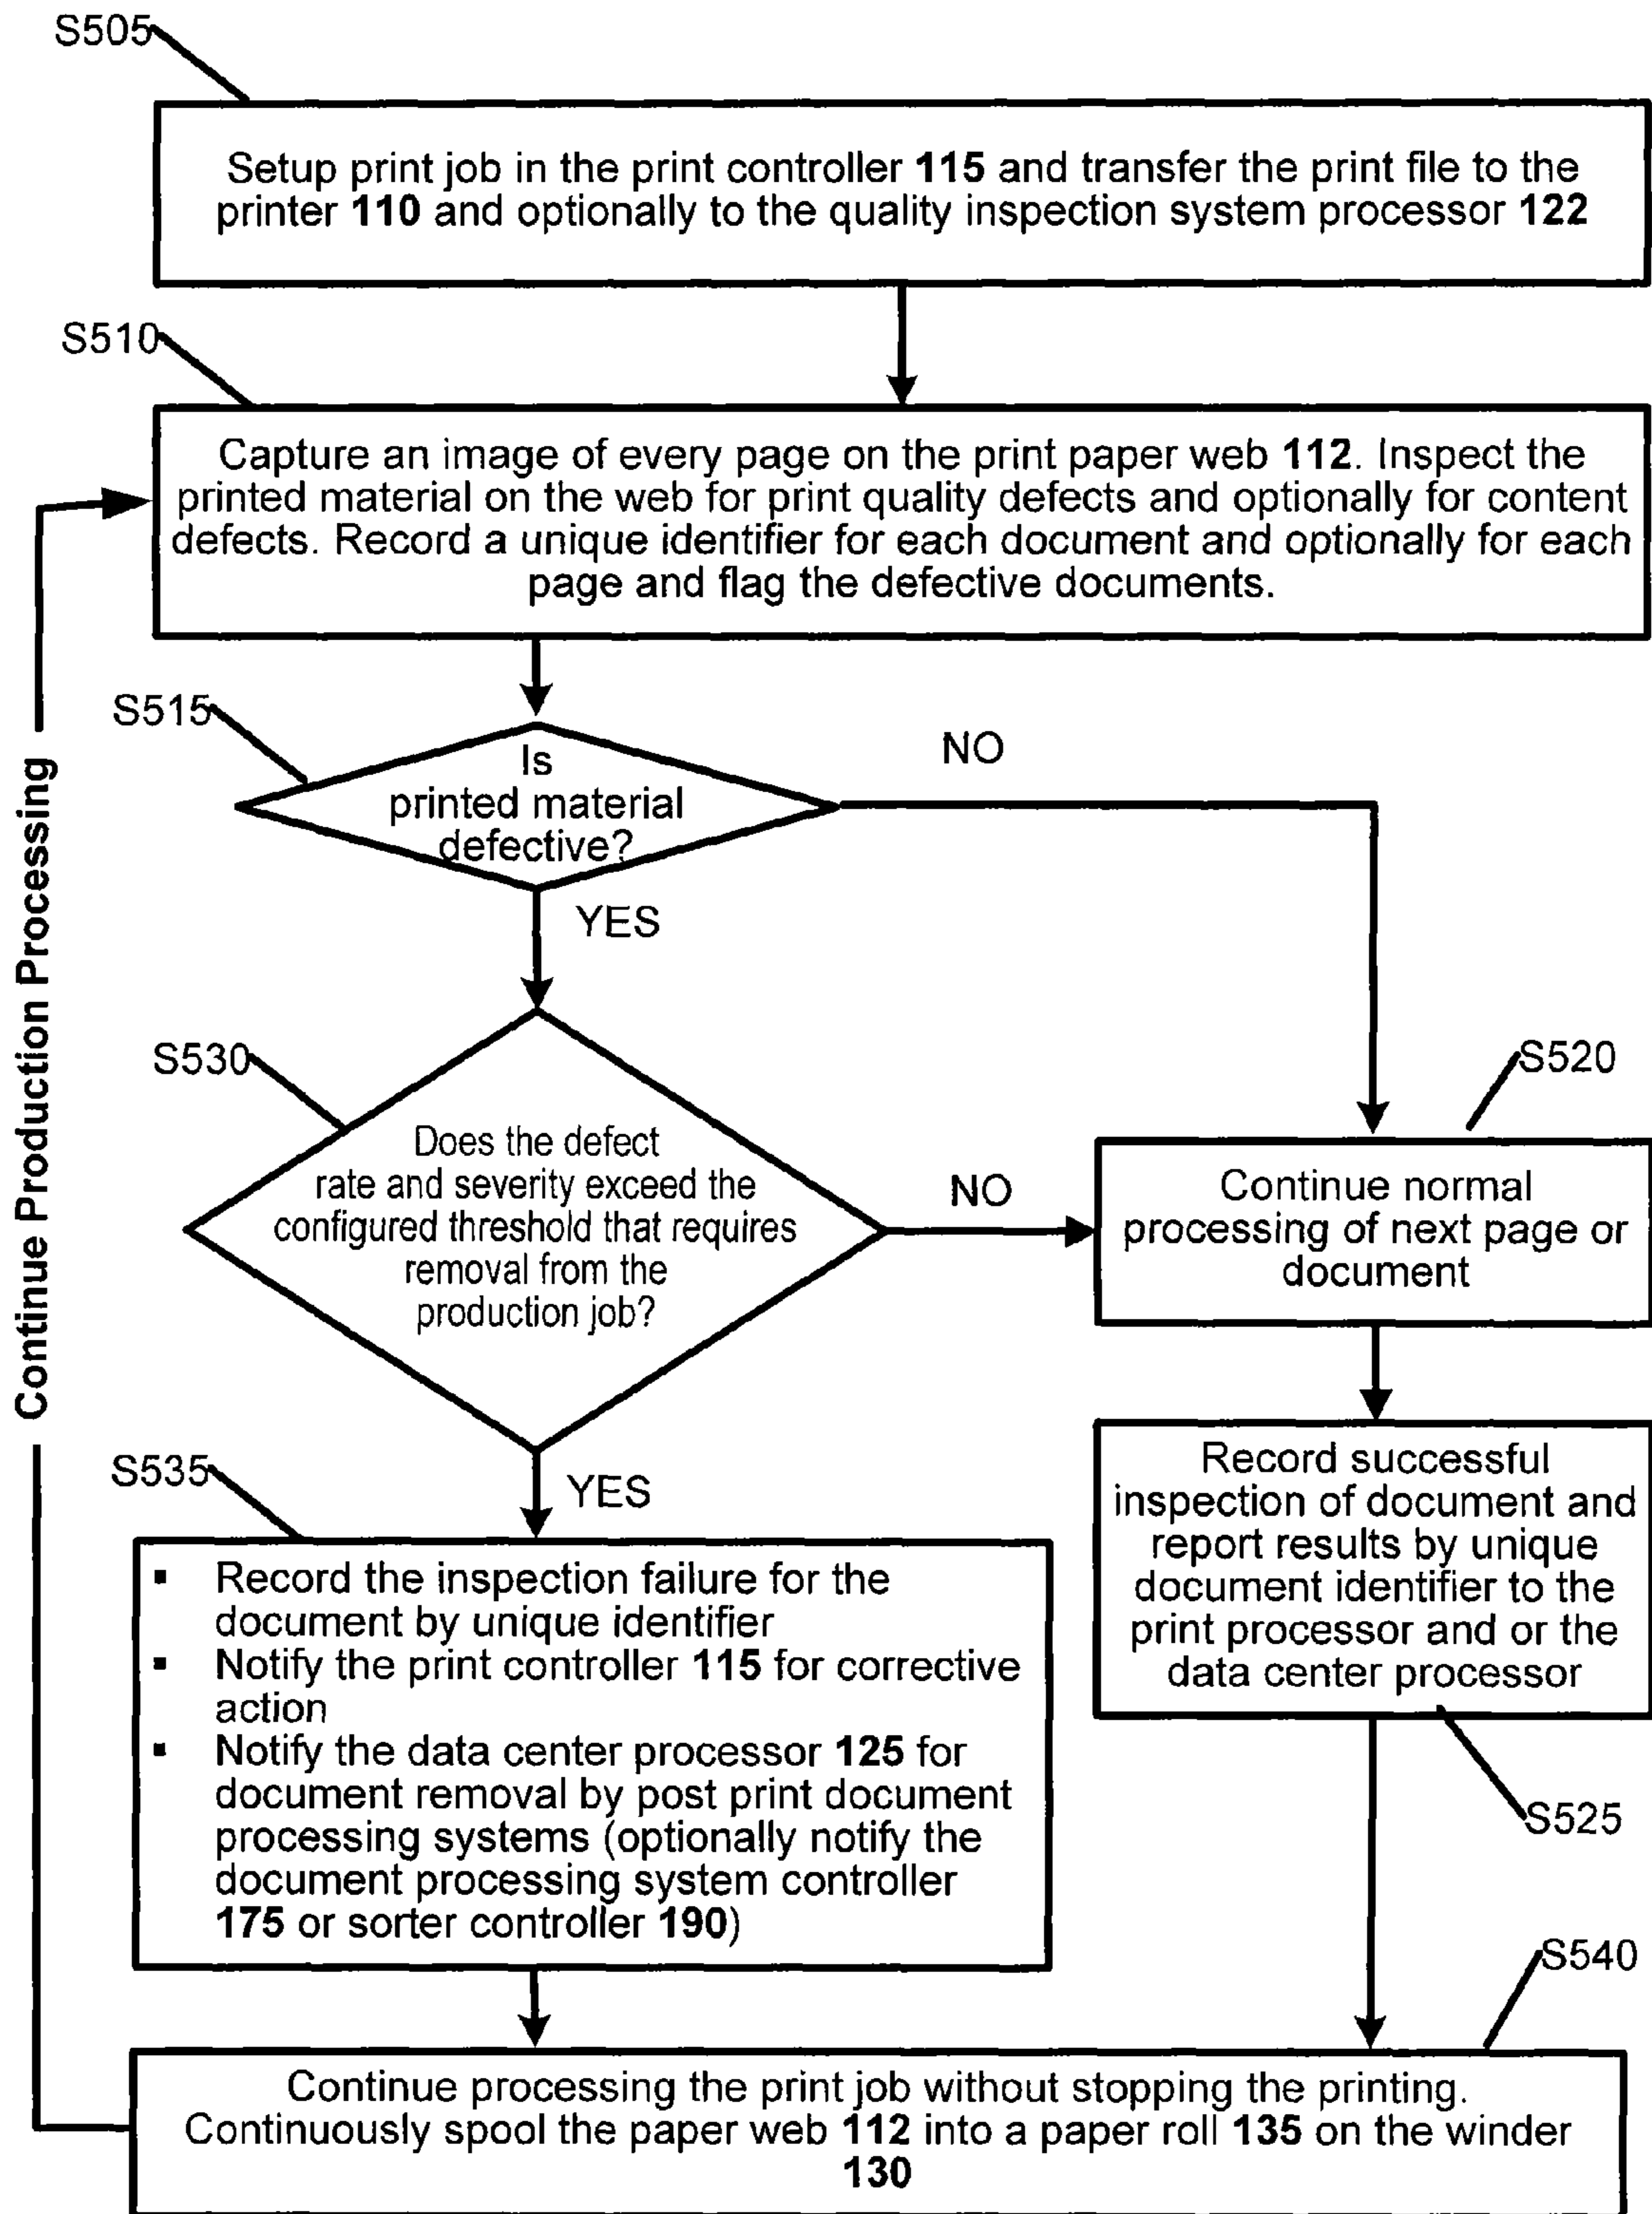 S505
Setup print job in the print controller 115 and transfer the print file to the
printer 110 and optionally to the quality inspection system processor 122
S510
Capture an image of every page on the print paper web 112. Inspect the
printed material on the web for print quality defects and optionally for content
defects. Record a unique identifier for each document and optionally for each
page and flag the defective documents.
S515
Is
printed material
defective?
NO
YES
Continue Production Processing
S530
Does the defect
rate and severity exceed the
configured threshold that requires
removal from the
production job?
NO
S520
Continue normal
processing of next page or
document
YES
S535
▪ Record the inspection failure for the
document by unique identifier
▪ Notify the print controller 115 for corrective
action
▪ Notify the data center processor 125 for
document removal by post print document
processing systems (optionally notify the
document processing system controller
175 or sorter controller 190)
Record successful
inspection of document and
report results by unique
document identifier to the
print processor and or the
data center processor
S525
S540
Continue processing the print job without stopping the printing.
Continuously spool the paper web 112 into a paper roll 135 on the winder
130